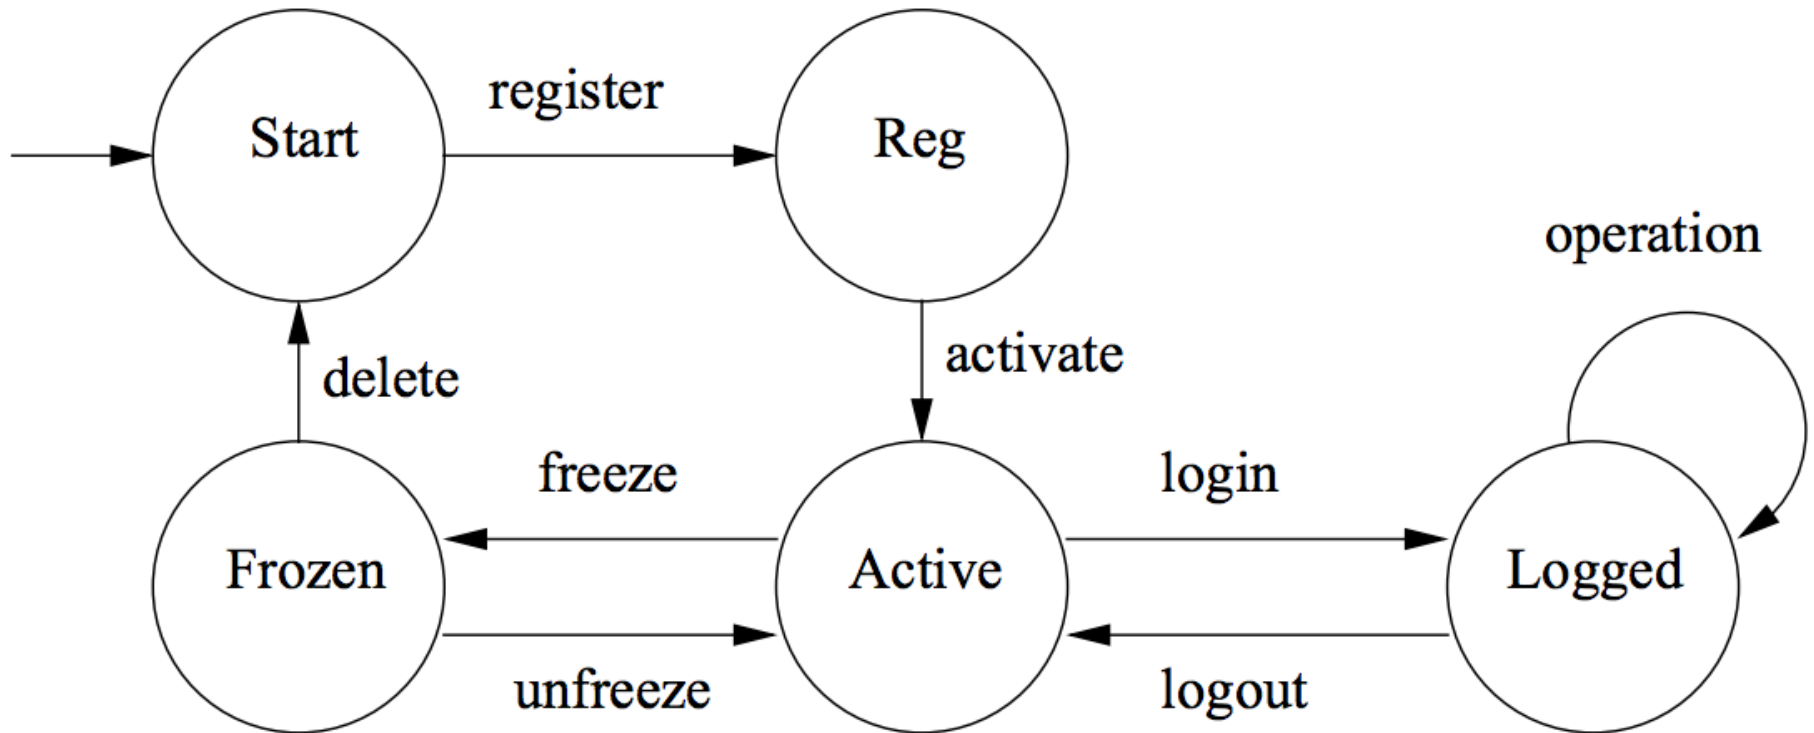 register
Start
Reg
operation
activate
delete
freeze
login
Frozen
Active
Logged
unfreeze
logout